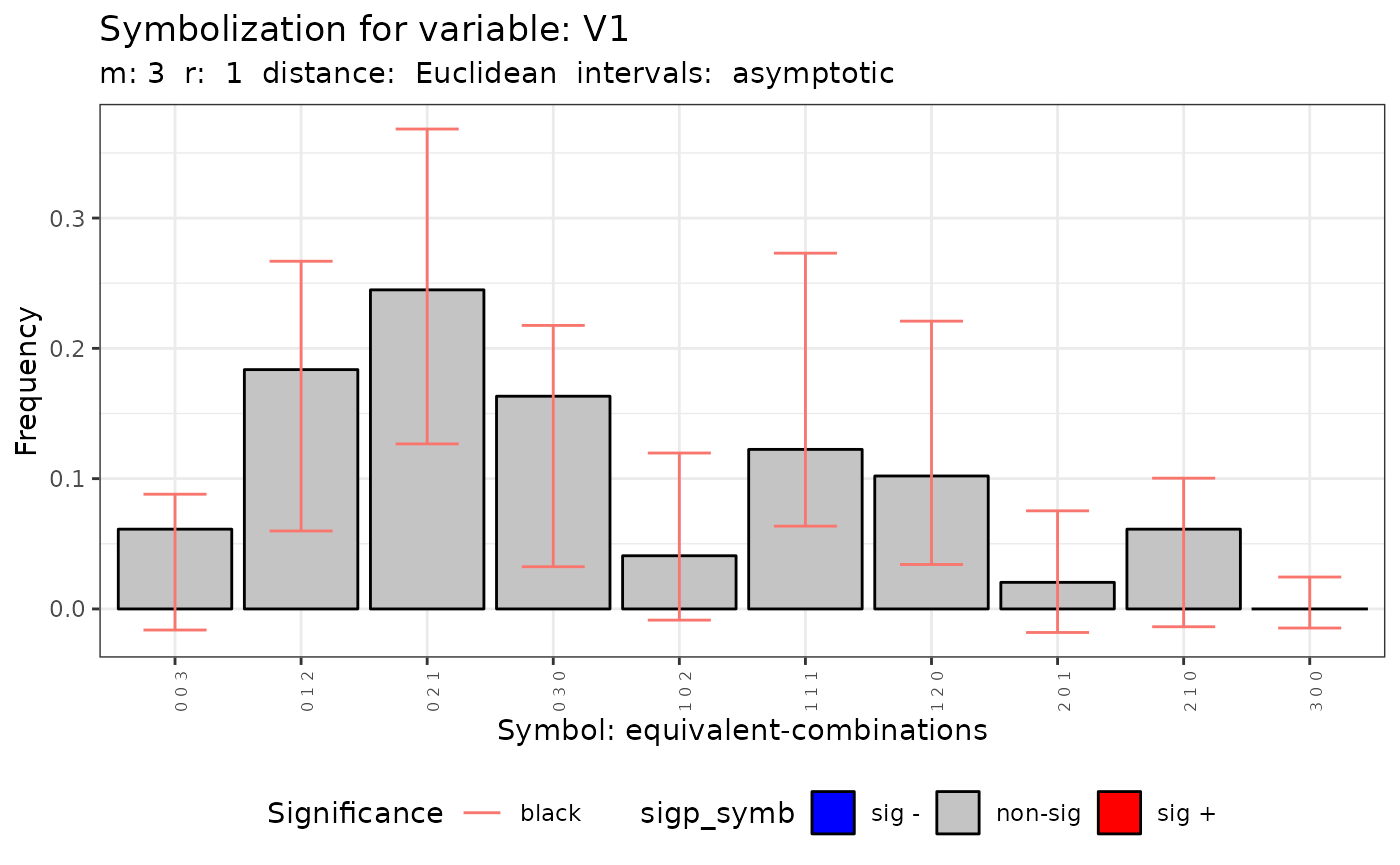 Symbolization for variable: V1
m: 3 r: 1 distance: Euclidean intervals: asymptotic
Frequency
0.3
0.2
0.1
0.0
0 0 3
0 1 2
0 2 1
0 3 0
1 0 2
1 1 1
1 2 0
2 0 1
2 1 0
3 0 0
Symbol: equivalent-combinations
Significance black sigp_symb sig - non-sig sig +